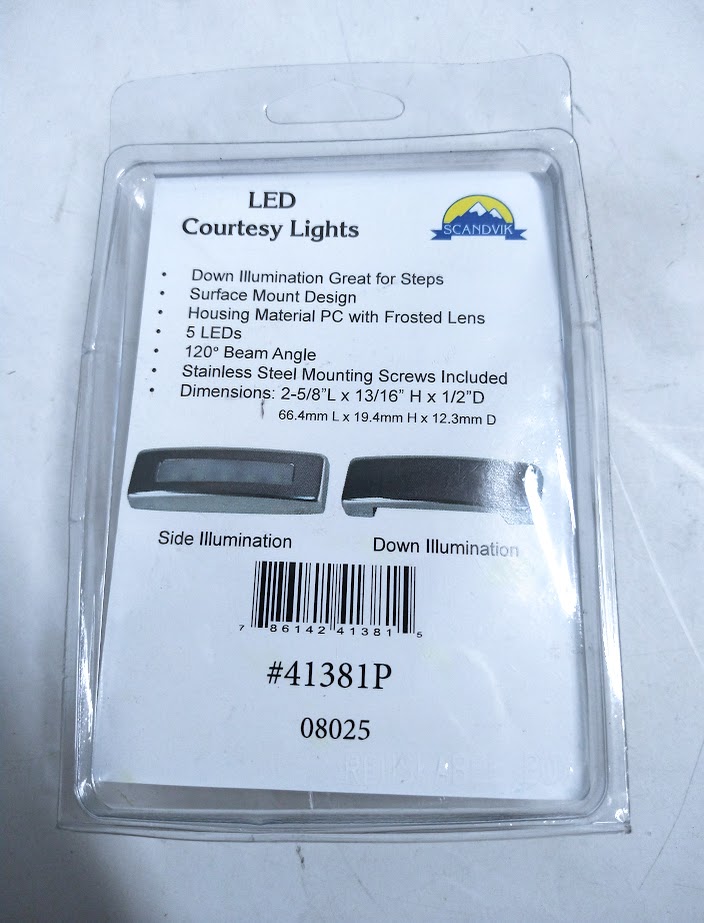 LED
Courtesy Lights
SCANDVIK
• Down Illumination Great for Steps
• Surface Mount Design
• Housing Material PC with Frosted Lens
• 5 LEDs
• 120° Beam Angle
• Stainless Steel Mounting Screws Included
• Dimensions: 2-5/8"L x 13/16" H x 1/2"D
66.4mm L x 19.4mm H x 12.3mm D
Side Illumination
Down Illumination
7 86142 41381 5
#41381P
08025